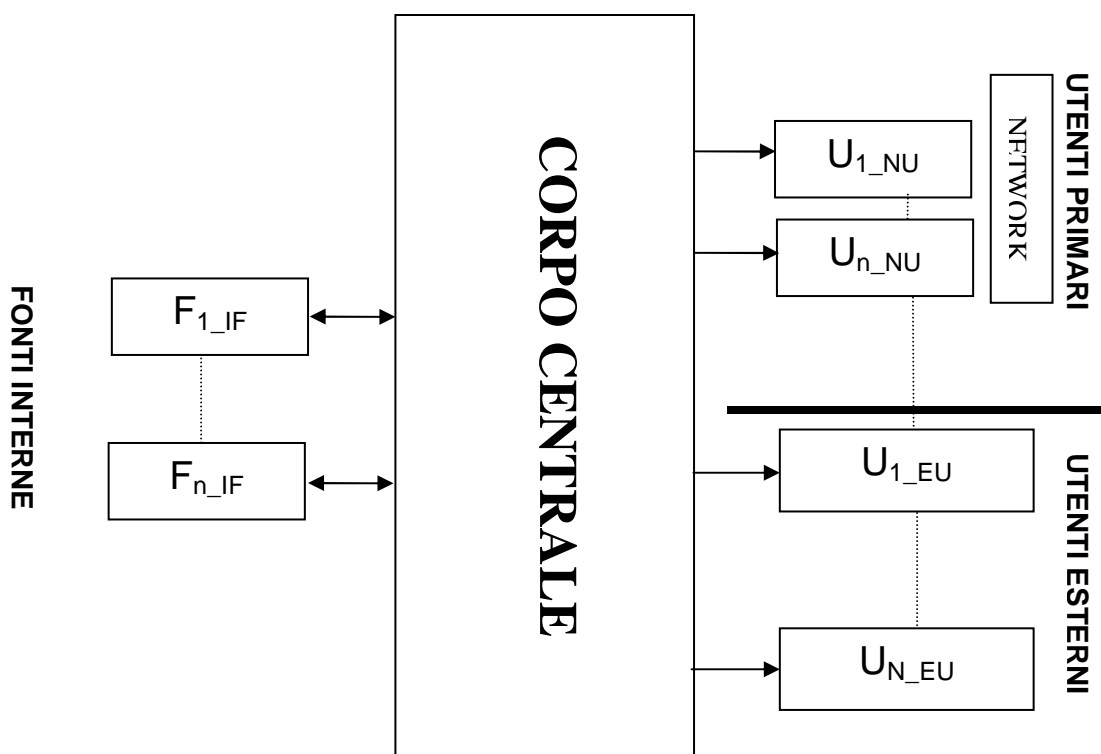 FONTI INTERNE
F1_IF
Fn_IF
CORPO CENTRALE
U1_NU
Un_NU
NETWORK
UTENTI PRIMARI
U1_EU
UN_EU
UTENTI ESTERNI